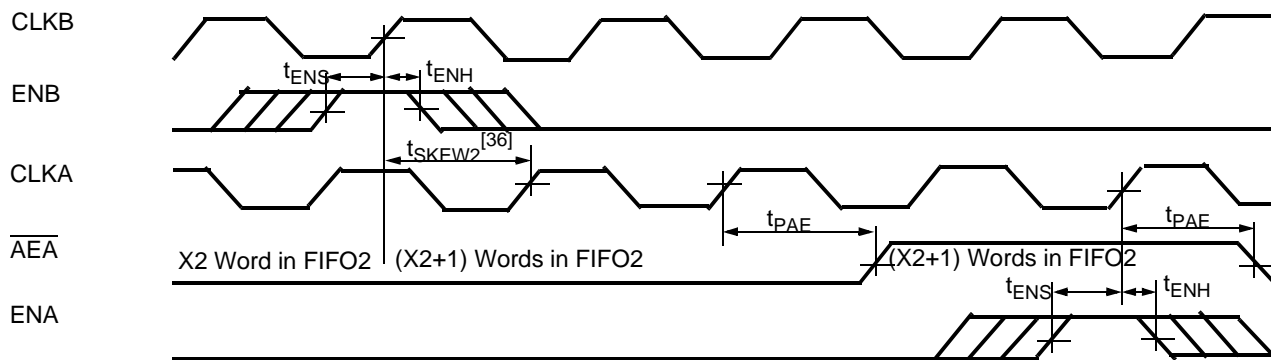 CLKB
tENS
tENH
ENB
tSKEW2[36]
CLKA
tPAE
tPAE
AEA
X2 Word in FIFO2
(X2+1) Words in FIFO2
(X2+1) Words in FIFO2
tENS
tENH
ENA